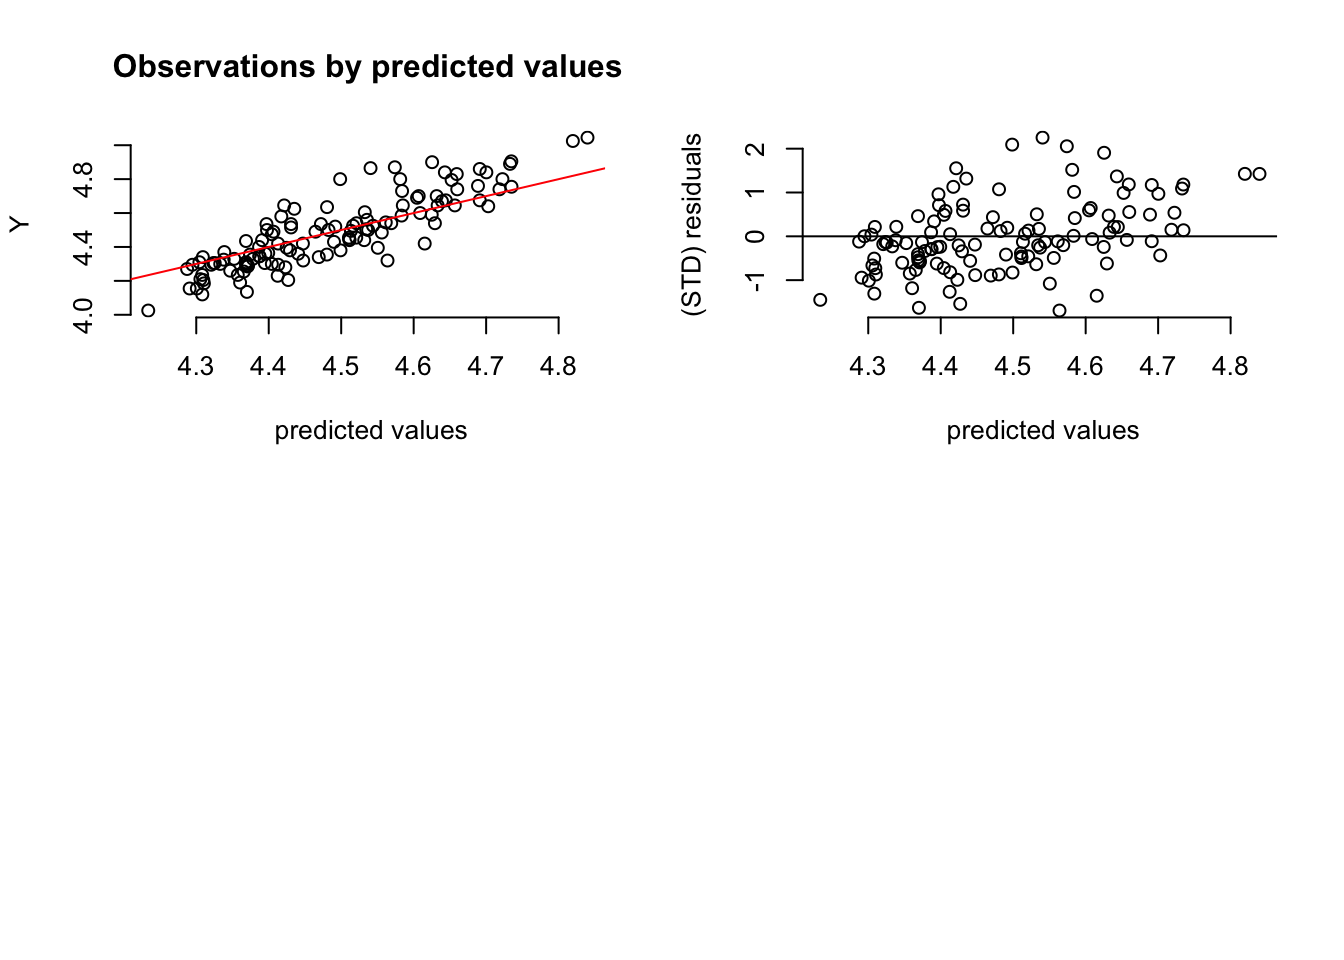 Observations by predicted values
Y
4.0 4.4 4.8
4.3 4.4 4.5 4.6 4.7 4.8
predicted values
(STD) residuals
-1 0 1 2
4.3 4.4 4.5 4.6 4.7 4.8
predicted values